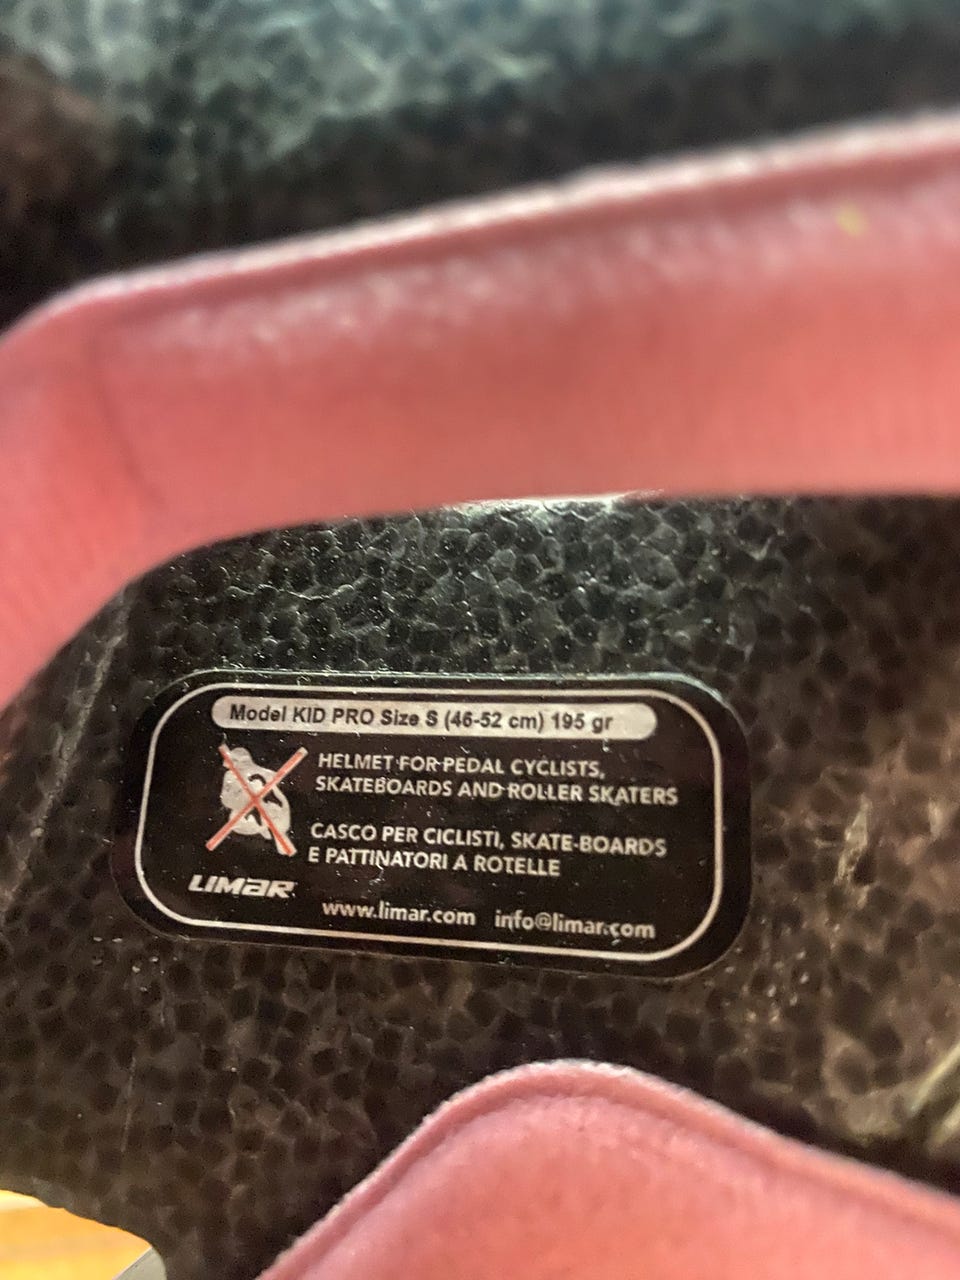 Model KID PRO Size S (46-52 cm) 195 gr
HELMET FOR PEDAL CYCLISTS,
SKATEBOARDS AND ROLLER SKATERS
CASCO PER CICLISTI, SKATE-BOARDS
E PATTINATORI A ROTELLE
LIMAR
www.limar.com info@limar.com